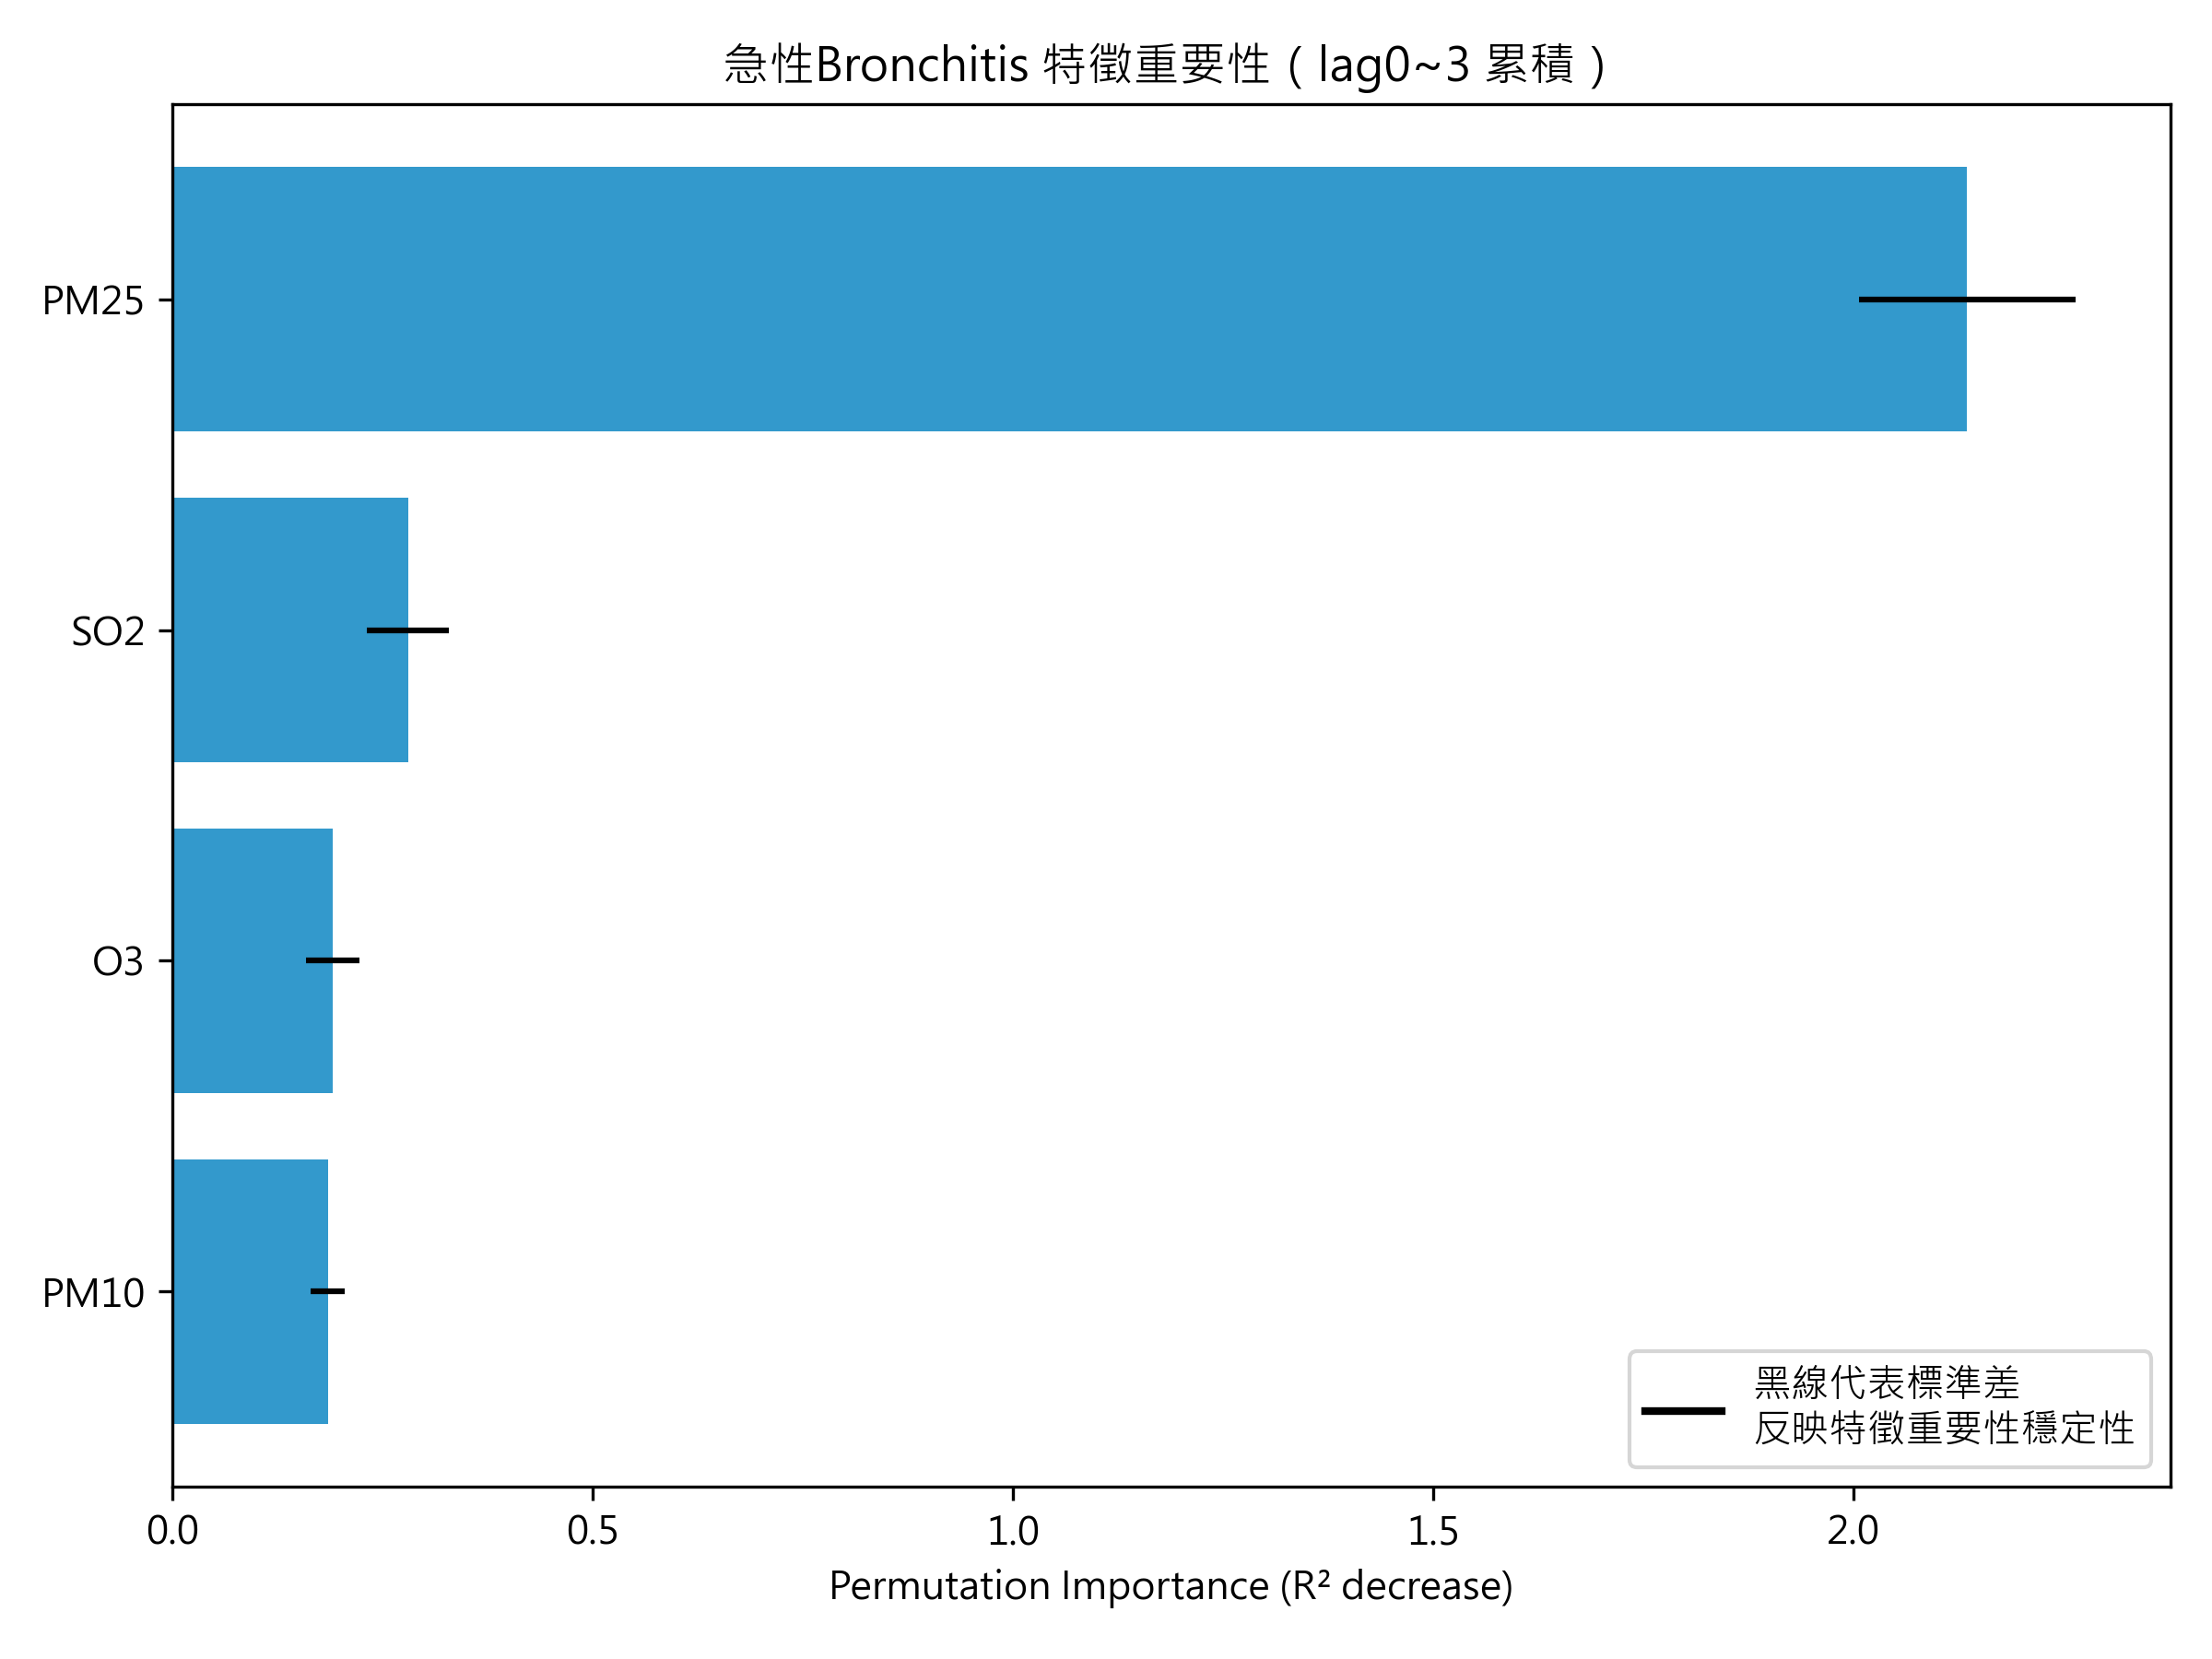 急性Bronchitis 特徵重要性（lag0~3 累積）
PM25
SO2
O3
PM10
黑線代表標準差
反映特徵重要性穩定性
0.0 0.5 1.0 1.5 2.0
Permutation Importance (R² decrease)